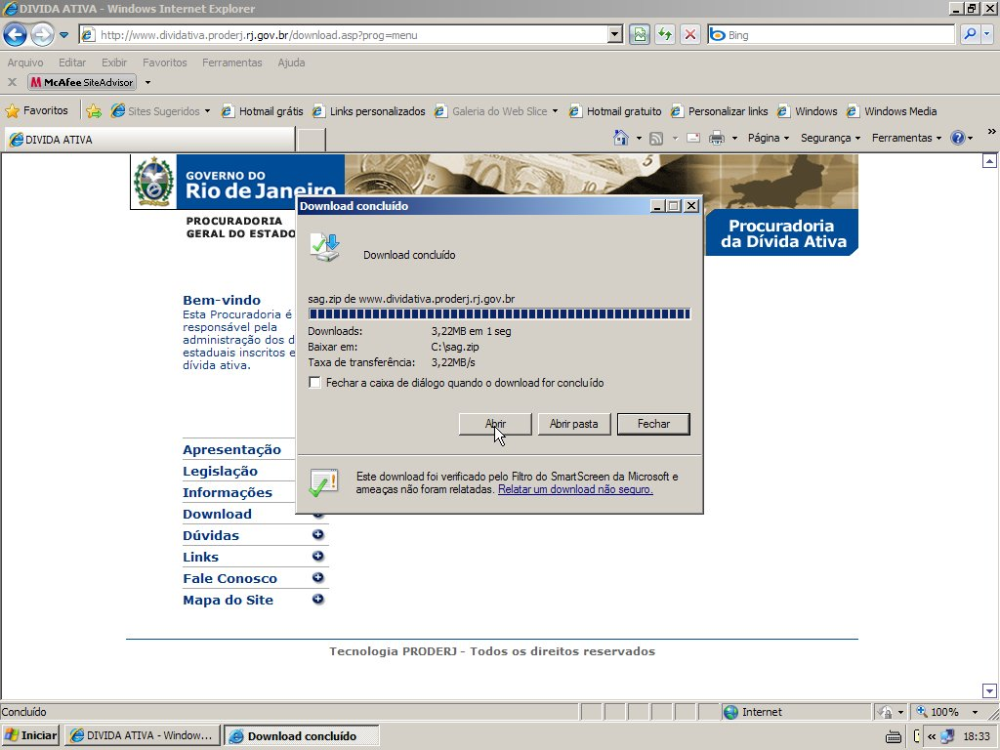 DIVIDA ATIVA - Windows Internet Explorer
http://www.dividativa.proderj.rj.gov.br/download.asp?prog=menu
Bing
Arquivo Editar Exibir Favoritos Ferramentas Ajuda
McAfee SiteAdvisor
Favoritos Sites Sugeridos Hotmail grátis Links personalizados Galeria do Web Slice Hotmail gratuito Personalizar links Windows Windows Media
DIVIDA ATIVA
Página Segurança Ferramentas
GOVERNO DO
Rio de Janeiro
PROCURADORIA
GERAL DO ESTADO
Procuradoria
da Dívida Ativa
Bem-vindo
Esta Procuradoria é
responsável pela
administração dos d
estaduais inscritos e
dívida ativa.
Apresentação
Legislação
Informações
Download
Dúvidas
Links
Fale Conosco
Mapa do Site
Download concluído
Download concluído
sag.zip de www.dividativa.proderj.rj.gov.br
Downloads: 3,22MB em 1 seg
Baixar em: C:\sag.zip
Taxa de transferência: 3,22MB/s
Fechar a caixa de diálogo quando o download for concluído
Abrir Abrir pasta Fechar
Este download foi verificado pelo Filtro do SmartScreen da Microsoft e
ameaças não foram relatadas. Relatar um download não seguro.
Tecnologia PRODERJ - Todos os direitos reservados
Concluído Internet 100%
Iniciar DIVIDA ATIVA - Window... Download concluído 18:33